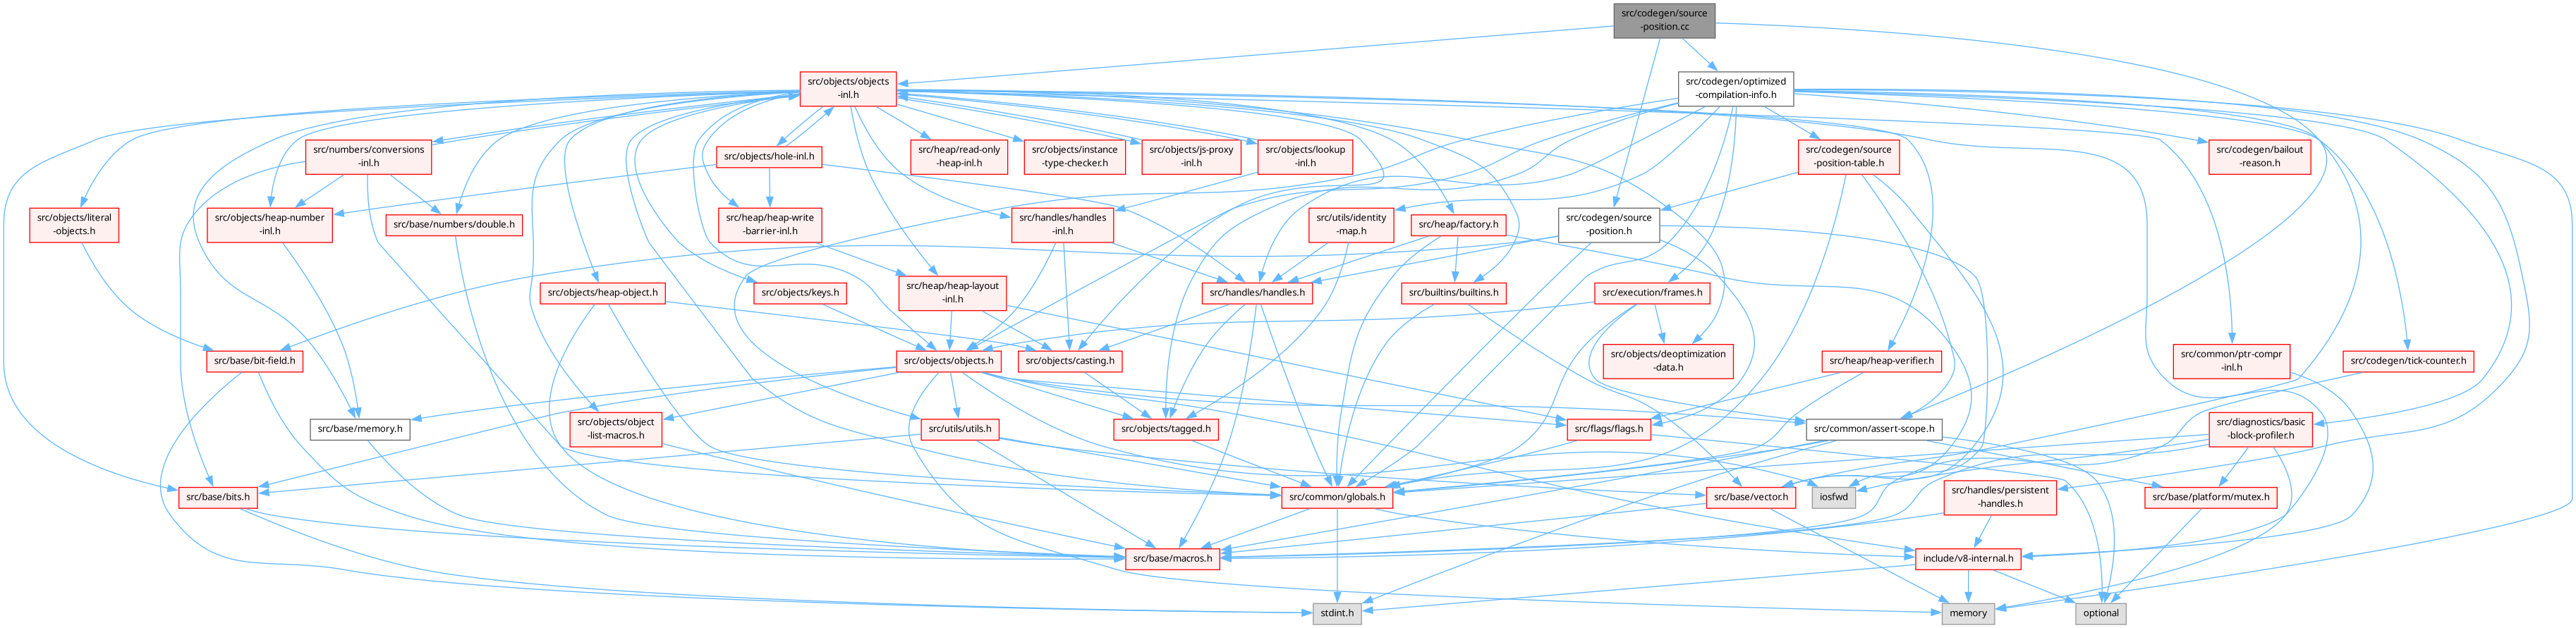 src/codegen/source
-position.cc
src/objects/objects
-inl.h
src/codegen/optimized
-compilation-info.h
src/numbers/conversions
-inl.h
src/objects/hole-inl.h
src/heap/read-only
-heap-inl.h
src/objects/instance
-type-checker.h
src/objects/js-proxy
-inl.h
src/objects/lookup
-inl.h
src/codegen/source
-position-table.h
src/codegen/bailout
-reason.h
src/objects/literal
-objects.h
src/objects/heap-number
-inl.h
src/base/numbers/double.h
src/heap/heap-write
-barrier-inl.h
src/handles/handles
-inl.h
src/utils/identity
-map.h
src/heap/factory.h
src/codegen/source
-position.h
src/objects/heap-object.h
src/objects/keys.h
src/heap/heap-layout
-inl.h
src/handles/handles.h
src/builtins/builtins.h
src/execution/frames.h
src/base/bit-field.h
src/objects/objects.h
src/objects/casting.h
src/objects/deoptimization
-data.h
src/heap/heap-verifier.h
src/common/ptr-compr
-inl.h
src/codegen/tick-counter.h
src/base/memory.h
src/objects/object
-list-macros.h
src/utils/utils.h
src/objects/tagged.h
src/flags/flags.h
src/common/assert-scope.h
src/diagnostics/basic
-block-profiler.h
src/base/bits.h
src/common/globals.h
src/base/vector.h
iosfwd
src/handles/persistent
-handles.h
src/base/platform/mutex.h
src/base/macros.h
include/v8-internal.h
stdint.h
memory
optional